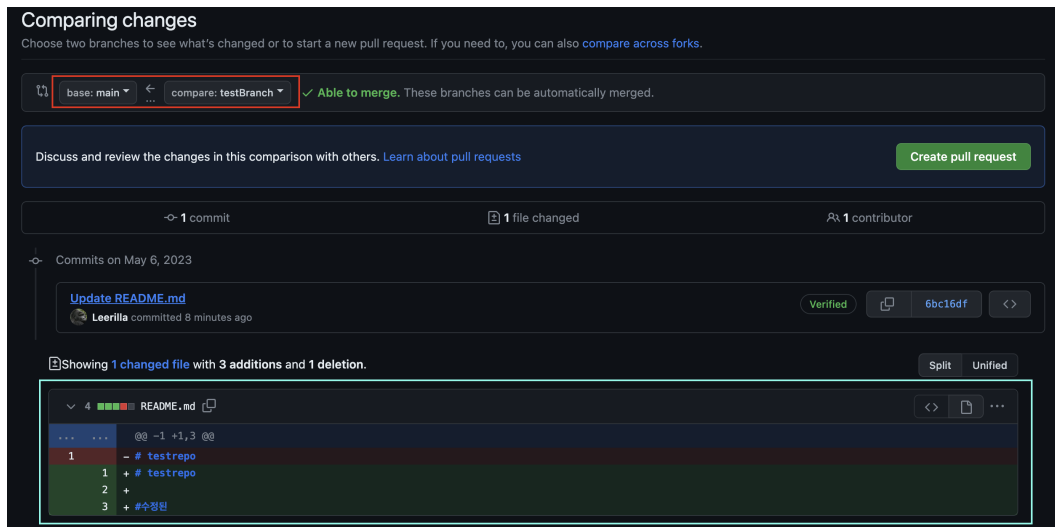 Comparing changes
Choose two branches to see what's changed or to start a new pull request. If you need to, you can also compare across forks.
base: main ← ... compare: testBranch ✓ Able to merge. These branches can be automatically merged.
Discuss and review the changes in this comparison with others. Learn about pull requests Create pull request
1 commit 1 file changed 1 contributor
Commits on May 6, 2023
Update README.md
Leerilla committed 8 minutes ago Verified 6bc16df <>
Showing 1 changed file with 3 additions and 1 deletion. Split Unified
4 README.md <> ...
... ... @@ -1 +1,3 @@
1 - # testrepo
1 + # testrepo
2 +
3 + #수정된